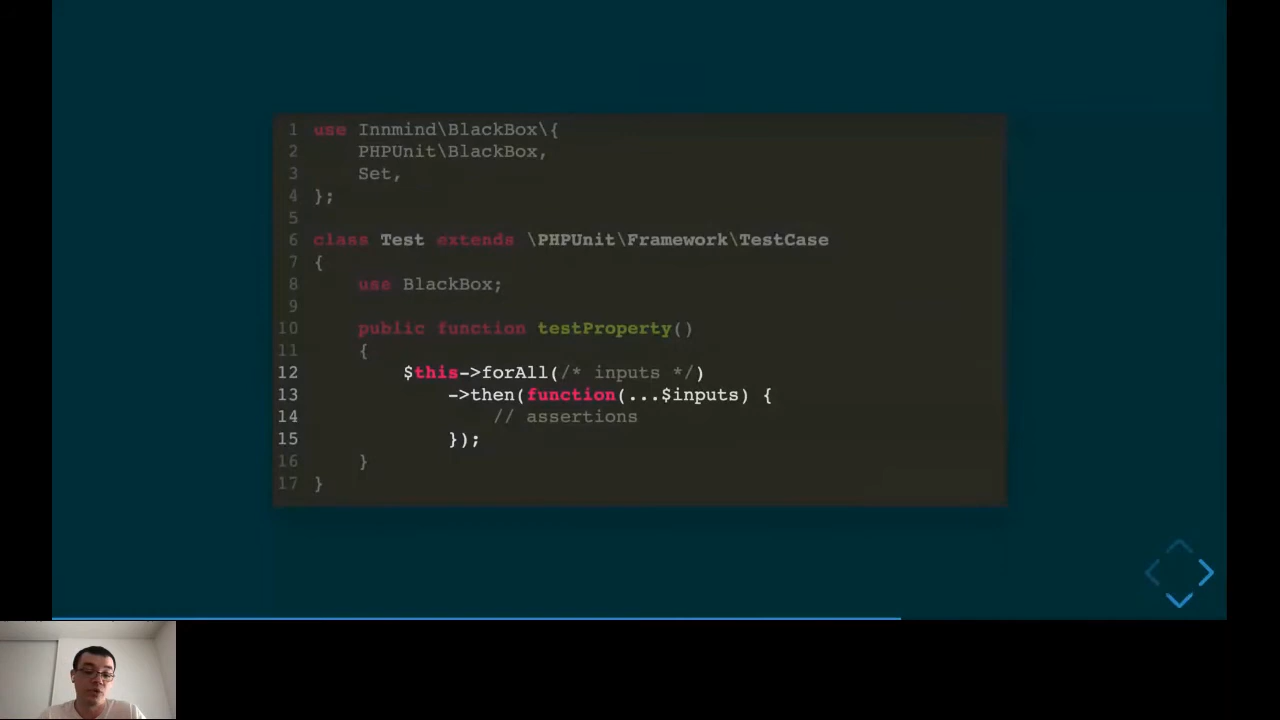 1 use Innmind\BlackBox\{
2     PHPUnit\BlackBox,
3     Set,
4 };
5
6 class Test extends \PHPUnit\Framework\TestCase
7 {
8     use BlackBox;
9
10     public function testProperty()
11     {
12         $this->forAll(/* inputs */)
13             ->then(function(...$inputs) {
14                 // assertions
15             });
16     }
17 }